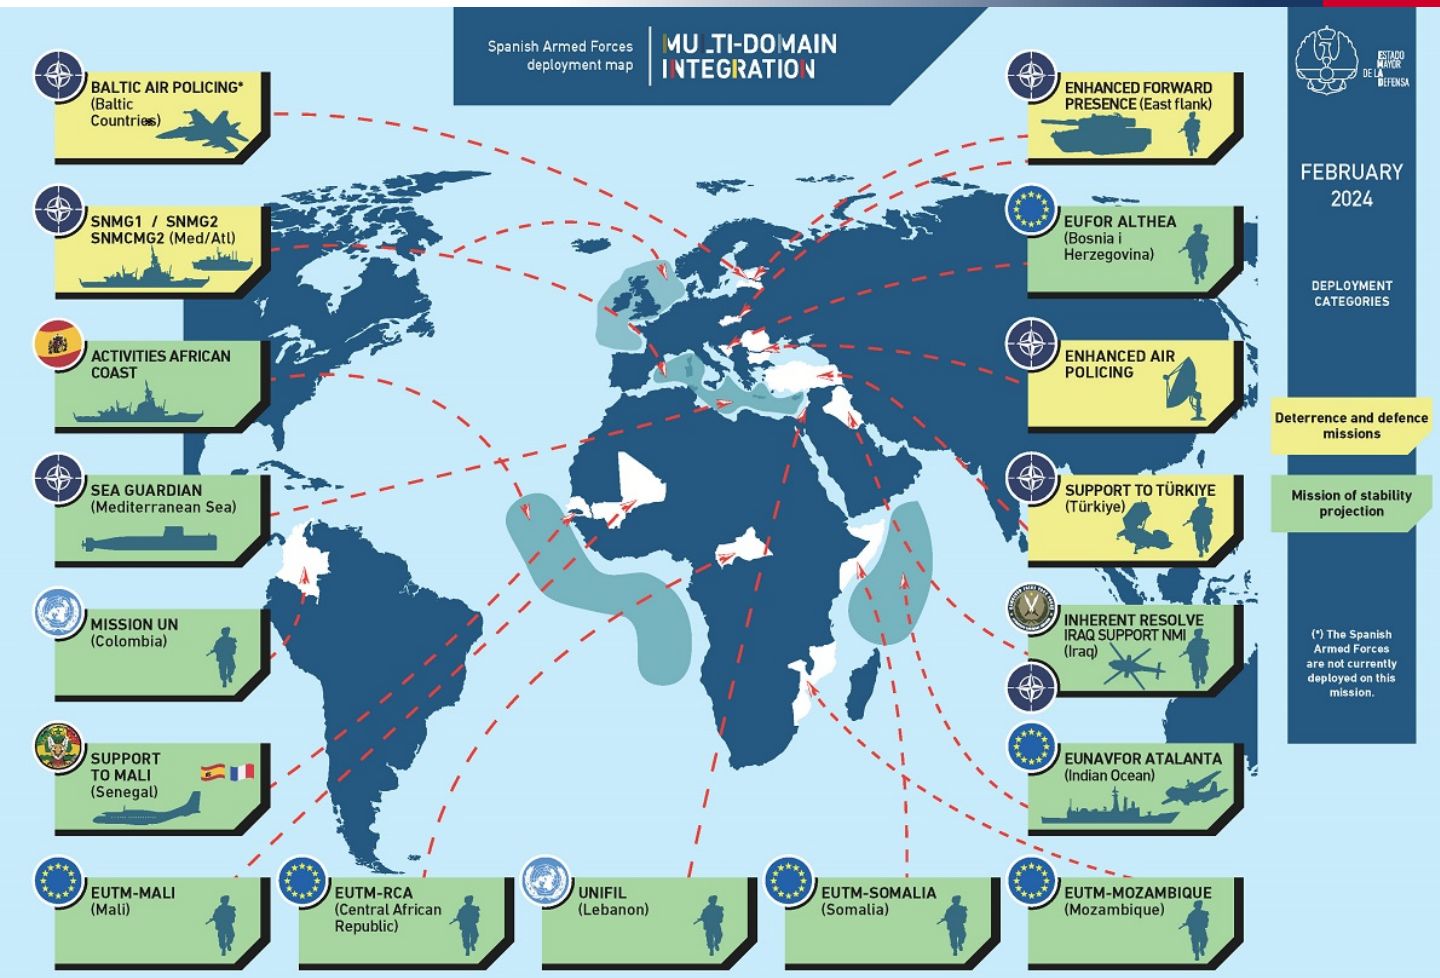 Spanish Armed Forces
deployment map
MULTI-DOMAIN
INTEGRATION
ESTADO
MAYOR
DE LA
DEFENSA
FEBRUARY
2024
DEPLOYMENT
CATEGORIES
Deterrence and defence
missions
Mission of stability
projection
(*) The Spanish
Armed Forces
are not currently
deployed on this
mission.
BALTIC AIR POLICING*
(Baltic
Countries)
SNMG1 / SNMG2
SNMCMG2 (Med/Atl)
ACTIVITIES AFRICAN
COAST
SEA GUARDIAN
(Mediterranean Sea)
MISSION UN
(Colombia)
SUPPORT
TO MALI
(Senegal)
EUTM-MALI
(Mali)
EUTM-RCA
(Central African
Republic)
UNIFIL
(Lebanon)
EUTM-SOMALIA
(Somalia)
EUTM-MOZAMBIQUE
(Mozambique)
ENHANCED FORWARD
PRESENCE (East flank)
EUFOR ALTHEA
(Bosnia i
Herzegovina)
ENHANCED AIR
POLICING
SUPPORT TO TÜRKIYE
(Türkiye)
INHERENT RESOLVE
IRAQ SUPPORT NMI
(Iraq)
EUNAVFOR ATALANTA
(Indian Ocean)